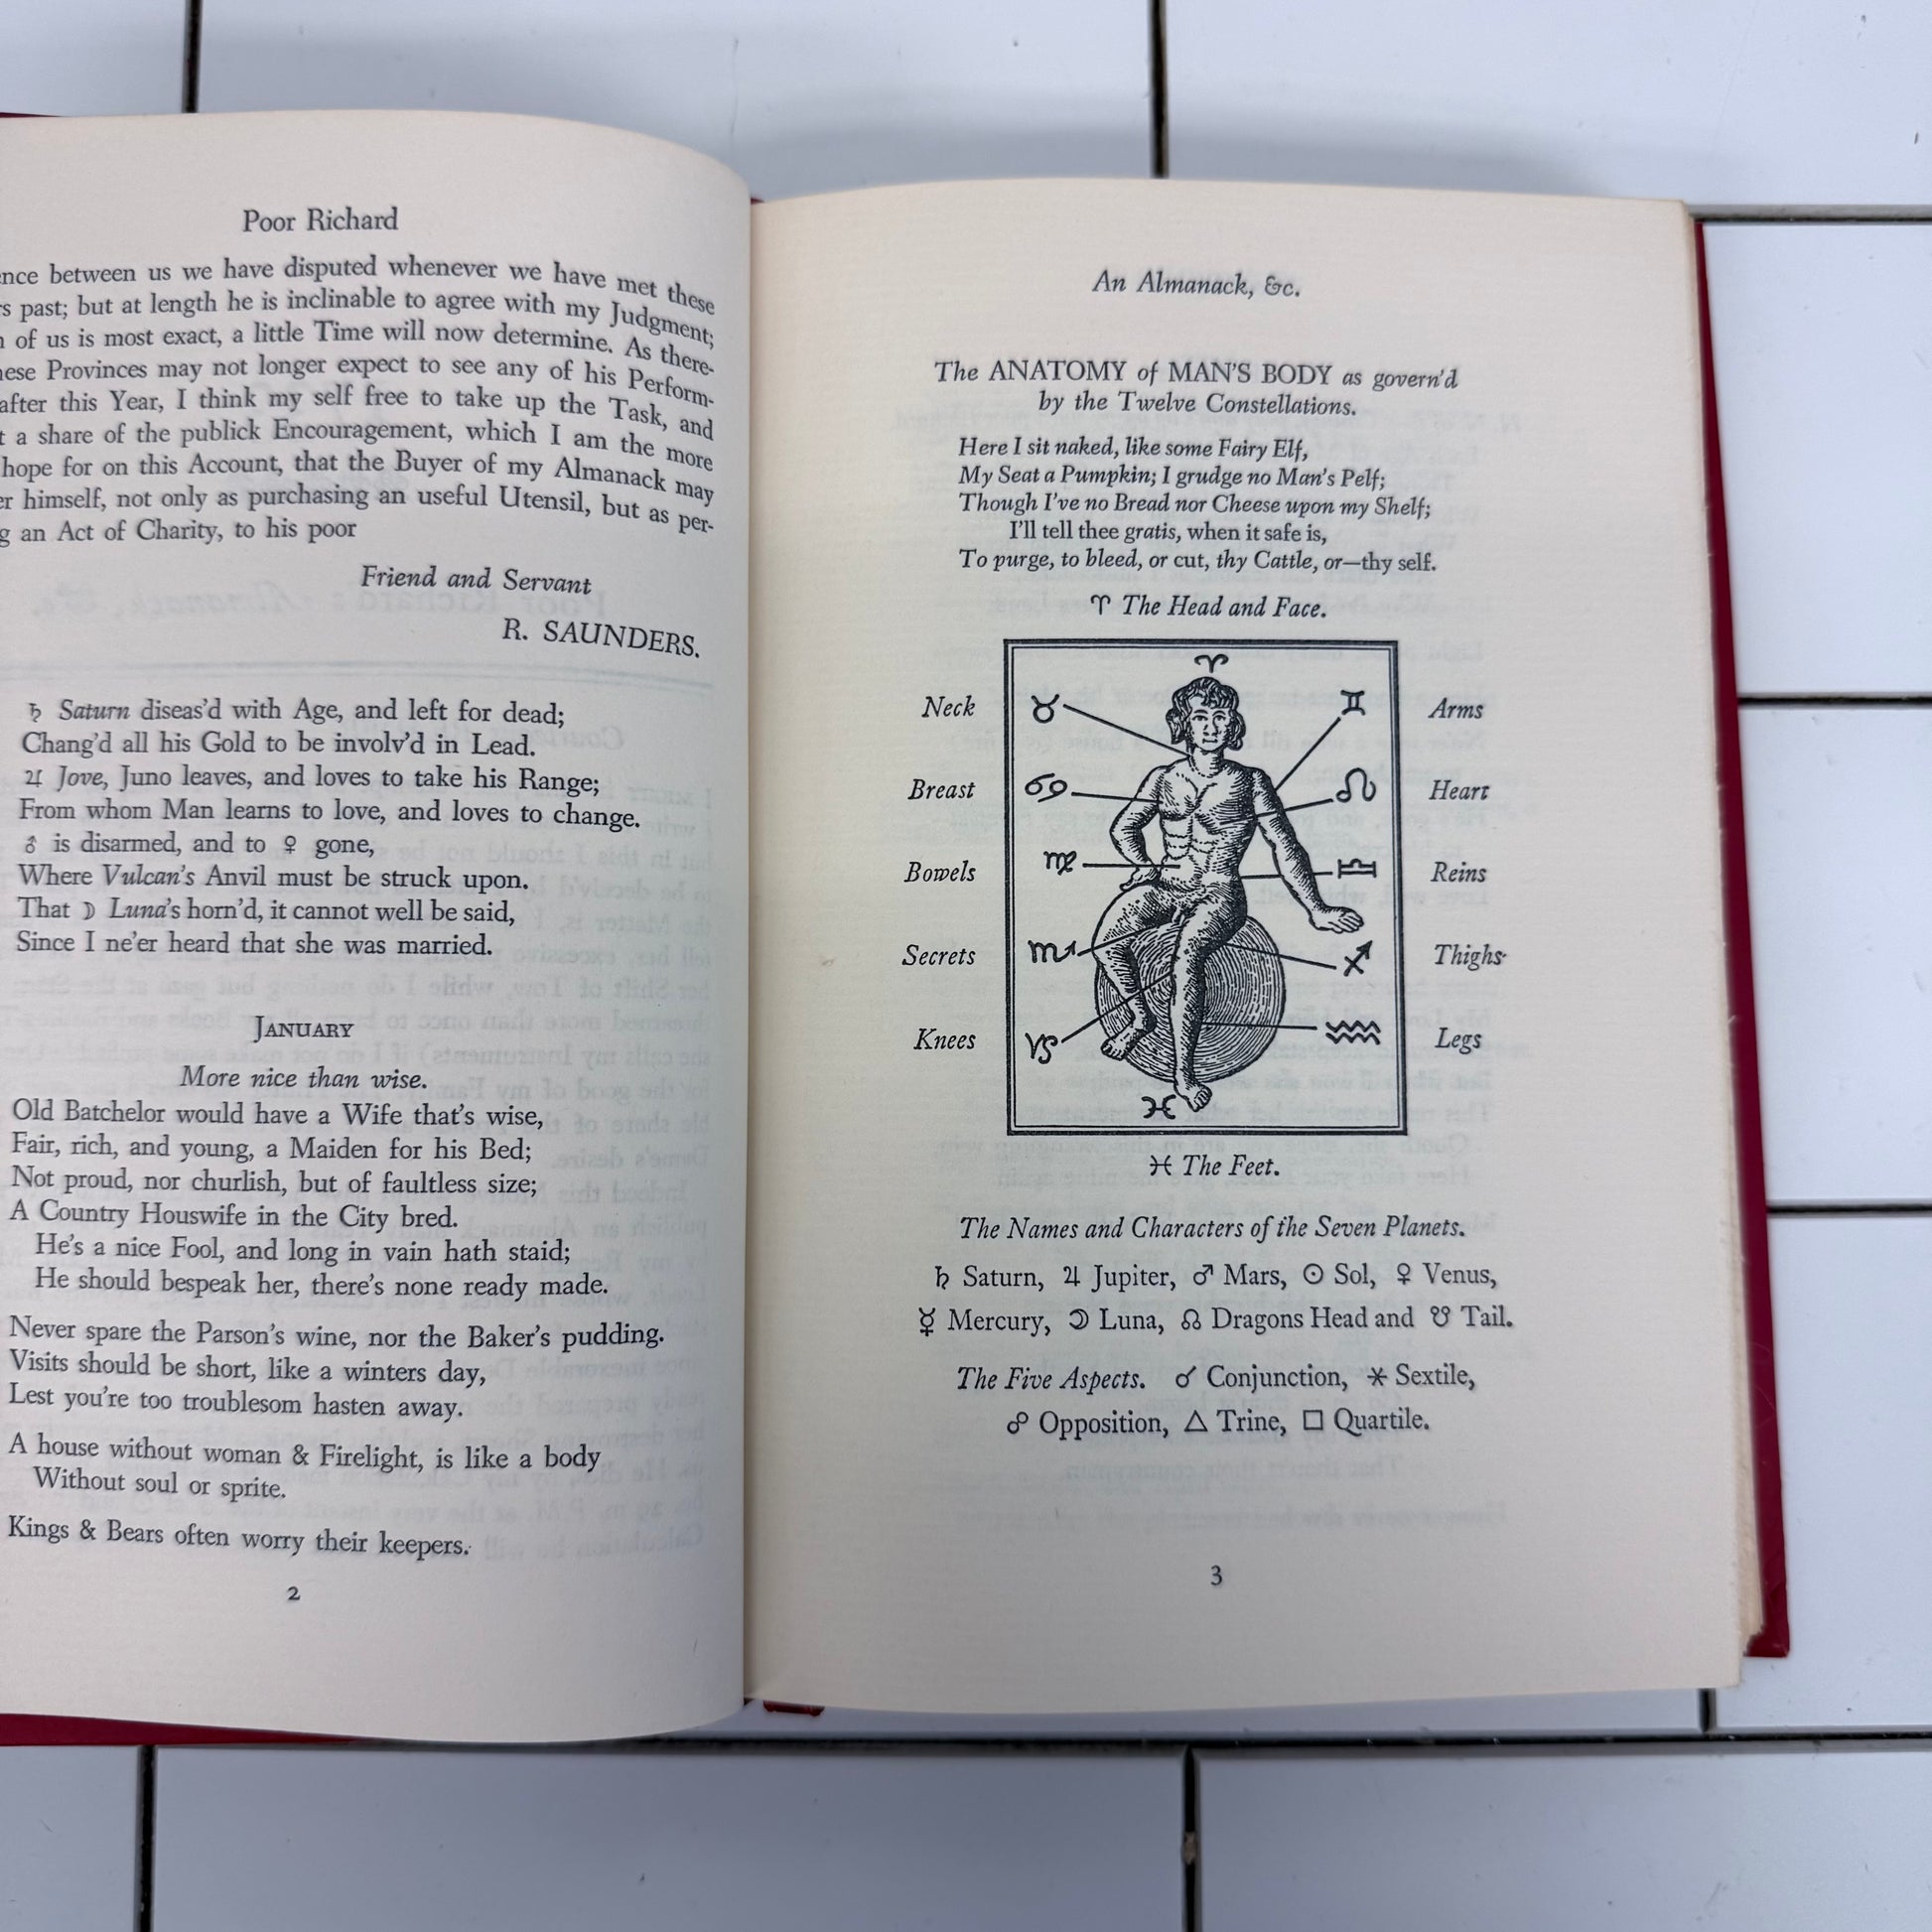 Poor Richard
between us we have disputed whenever we have met these
past; but at length he is inclinable to agree with my Judgment;
of us is most exact, a little Time will now determine. As there-
Provinces may not longer expect to see any of his Perform-
after this Year, I think my self free to take up the Task, and
a share of the publick Encouragement, which I am the more
hope for on this Account, that the Buyer of my Almanack may
himself, not only as purchasing an useful Utensil, but as per-
an Act of Charity, to his poor
Friend and Servant
R. SAUNDERS.
♄ Saturn diseas'd with Age, and left for dead;
Chang'd all his Gold to be involv'd in Lead.
♃ Jove, Juno leaves, and loves to take his Range;
From whom Man learns to love, and loves to change.
♂ is disarmed, and to ♀ gone,
Where Vulcan's Anvil must be struck upon.
That ☽ Luna's horn'd, it cannot well be said,
Since I ne'er heard that she was married.
JANUARY
More nice than wise.
Old Batchelor would have a Wife that's wise,
Fair, rich, and young, a Maiden for his Bed;
Not proud, nor churlish, but of faultless size;
A Country Houswife in the City bred.
He's a nice Fool, and long in vain hath staid;
He should bespeak her, there's none ready made.
Never spare the Parson's wine, nor the Baker's pudding.
Visits should be short, like a winters day,
Lest you're too troublesom hasten away.
A house without woman & Firelight, is like a body
Without soul or sprite.
Kings & Bears often worry their keepers.
2
An Almanack, &c.
The ANATOMY of MAN'S BODY as govern'd
by the Twelve Constellations.
Here I sit naked, like some Fairy Elf,
My Seat a Pumpkin; I grudge no Man's Pelf;
Though I've no Bread nor Cheese upon my Shelf;
I'll tell thee gratis, when it safe is,
To purge, to bleed, or cut, thy Cattle, or—thy self.
♈ The Head and Face.
♈
Neck ♉ ♊ Arms
Breast ♋ ♌ Heart
Bowels ♍ ♎ Reins
Secrets ♏ ♐ Thighs
Knees ♑ ♒ Legs
♓
♓ The Feet.
The Names and Characters of the Seven Planets.
♄ Saturn, ♃ Jupiter, ♂ Mars, ☉ Sol, ♀ Venus,
☿ Mercury, ☽ Luna, ☊ Dragons Head and ☋ Tail.
The Five Aspects. ☌ Conjunction, ⚹ Sextile,
☍ Opposition, △ Trine, □ Quartile.
3